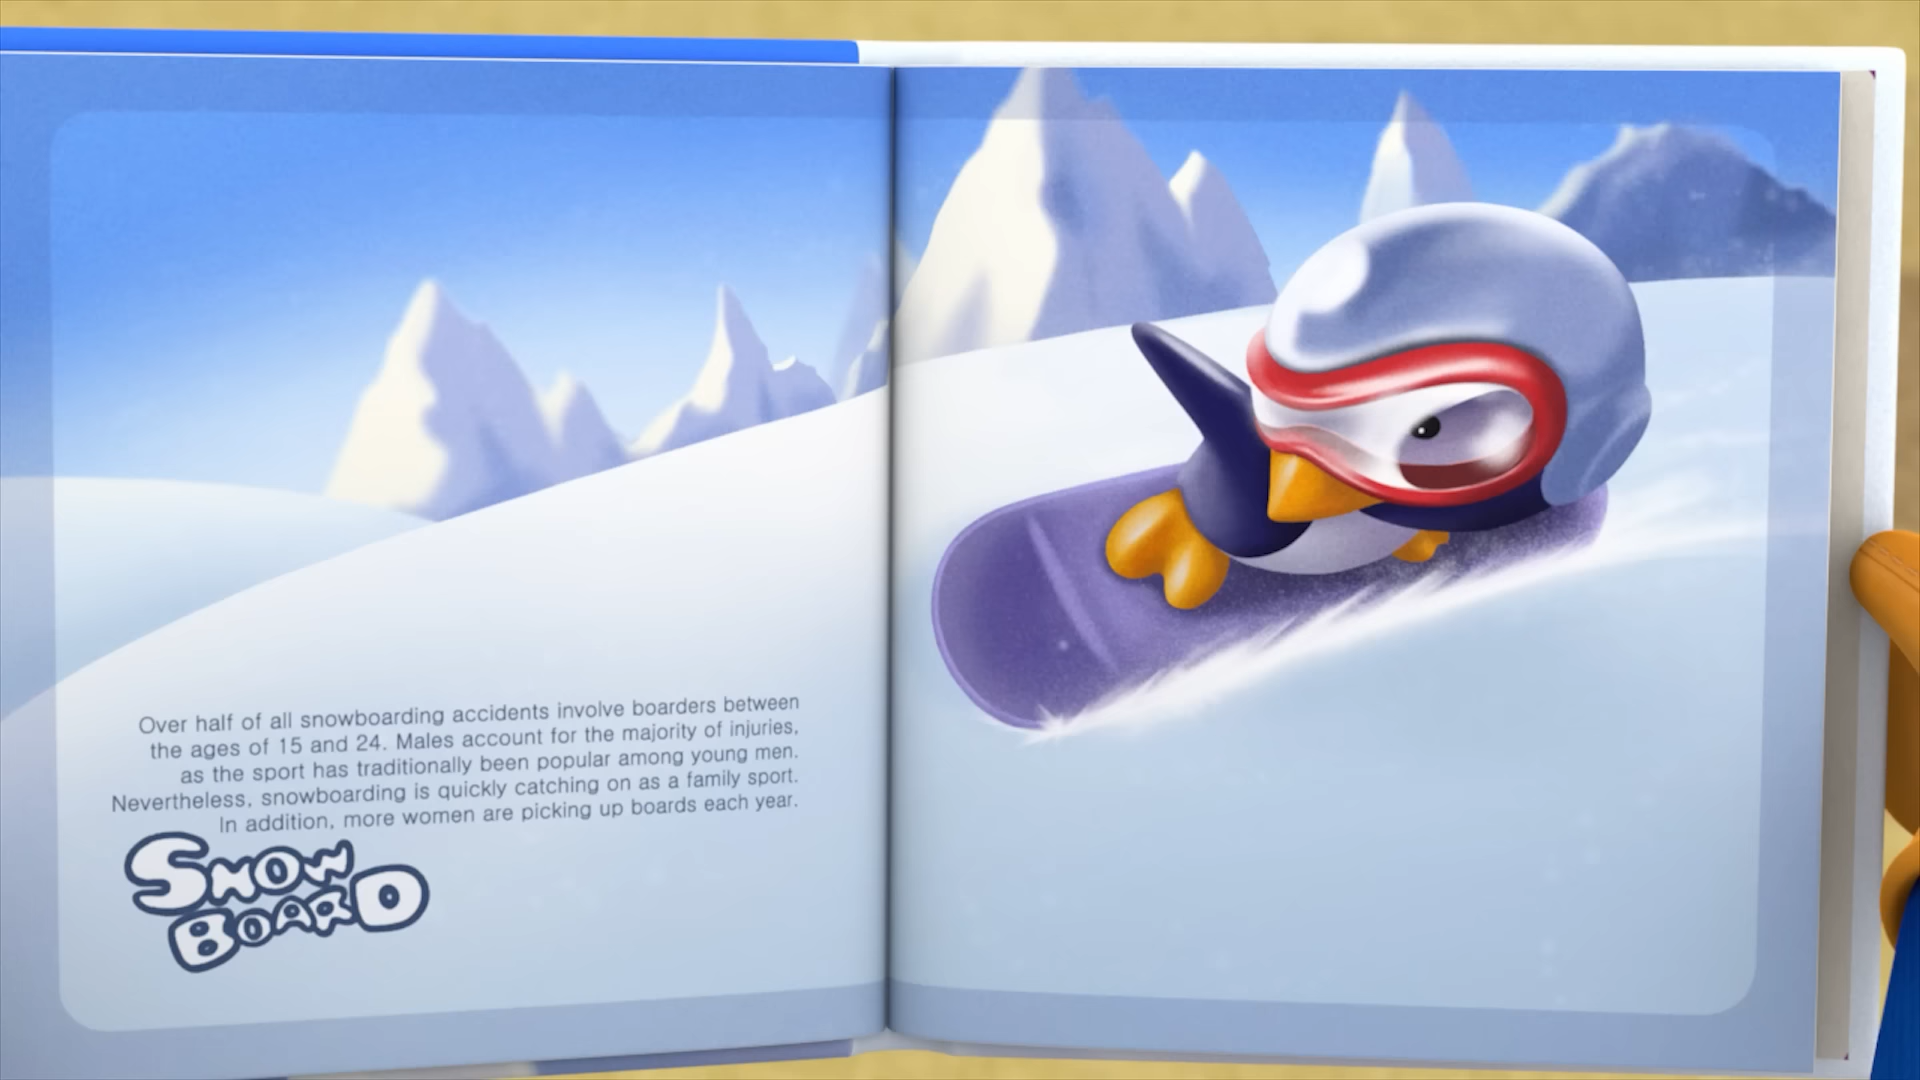 Over half of all snowboarding accidents involve boarders between
the ages of 15 and 24. Males account for the majority of injuries,
as the sport has traditionally been popular among young men.
Nevertheless, snowboarding is quickly catching on as a family sport.
In addition, more women are picking up boards each year.
SNOW
BOARD